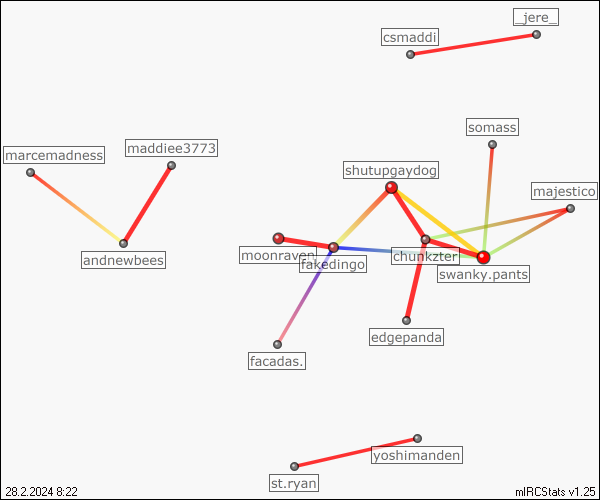 _jere_
csmaddi
somass
maddiee3773
marcemadness
shutupgaydog
majestico
moonraven
chunkzter
andnewbees
fakedingo
swanky.pants
edgepanda
facadas.
yoshimanden
st.ryan
28.2.2024 8:22
mIRCStats v1.25